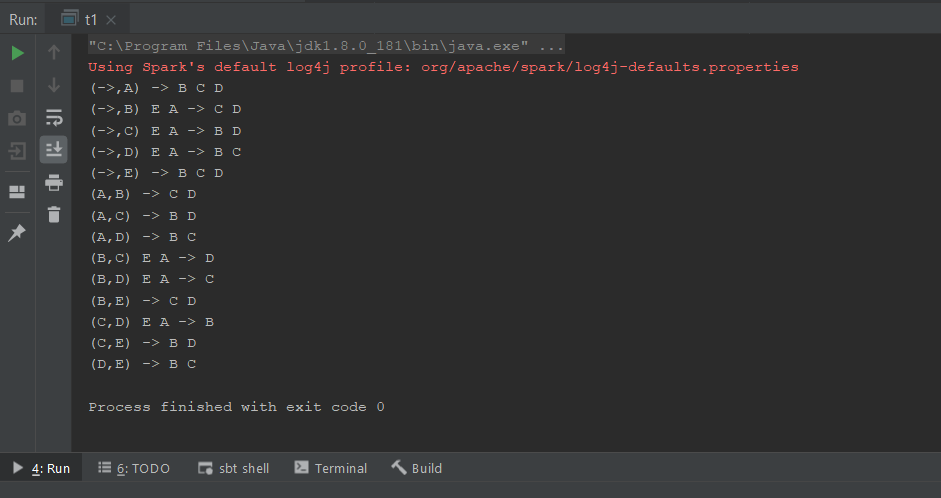 Run: t1
"C:\Program Files\Java\jdk1.8.0_181\bin\java.exe" ...
Using Spark's default log4j profile: org/apache/spark/log4j-defaults.properties
(->,A) -> B C D
(->,B) E A -> C D
(->,C) E A -> B D
(->,D) E A -> B C
(->,E) -> B C D
(A,B) -> C D
(A,C) -> B D
(A,D) -> B C
(B,C) E A -> D
(B,D) E A -> C
(B,E) -> C D
(C,D) E A -> B
(C,E) -> B D
(D,E) -> B C
Process finished with exit code 0
4: Run 6: TODO sbt shell Terminal Build